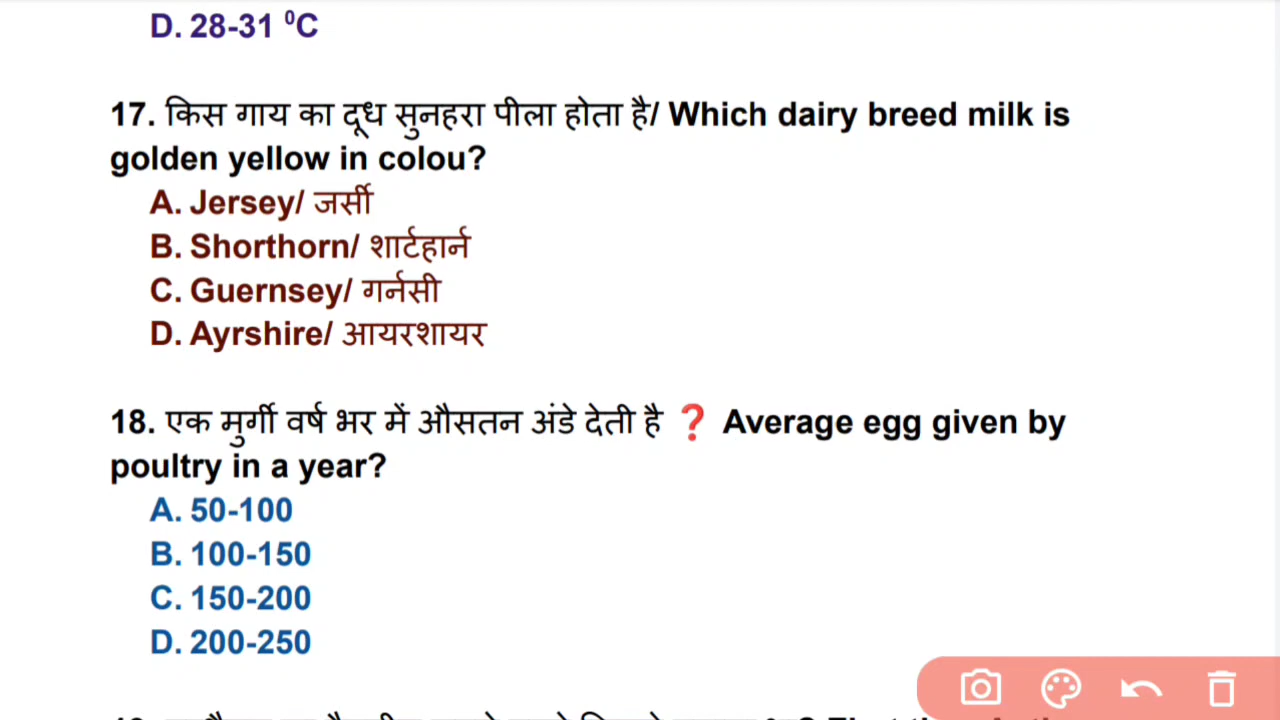 D. 28-31 ⁰C
17. किस गाय का दूध सुनहरा पीला होता है/ Which dairy breed milk is
golden yellow in colou?
A. Jersey/ जर्सी
B. Shorthorn/ शार्टहार्न
C. Guernsey/ गर्नसी
D. Ayrshire/ आयरशायर
18. एक मुर्गी वर्ष भर में औसतन अंडे देती है ❓ Average egg given by
poultry in a year?
A. 50-100
B. 100-150
C. 150-200
D. 200-250